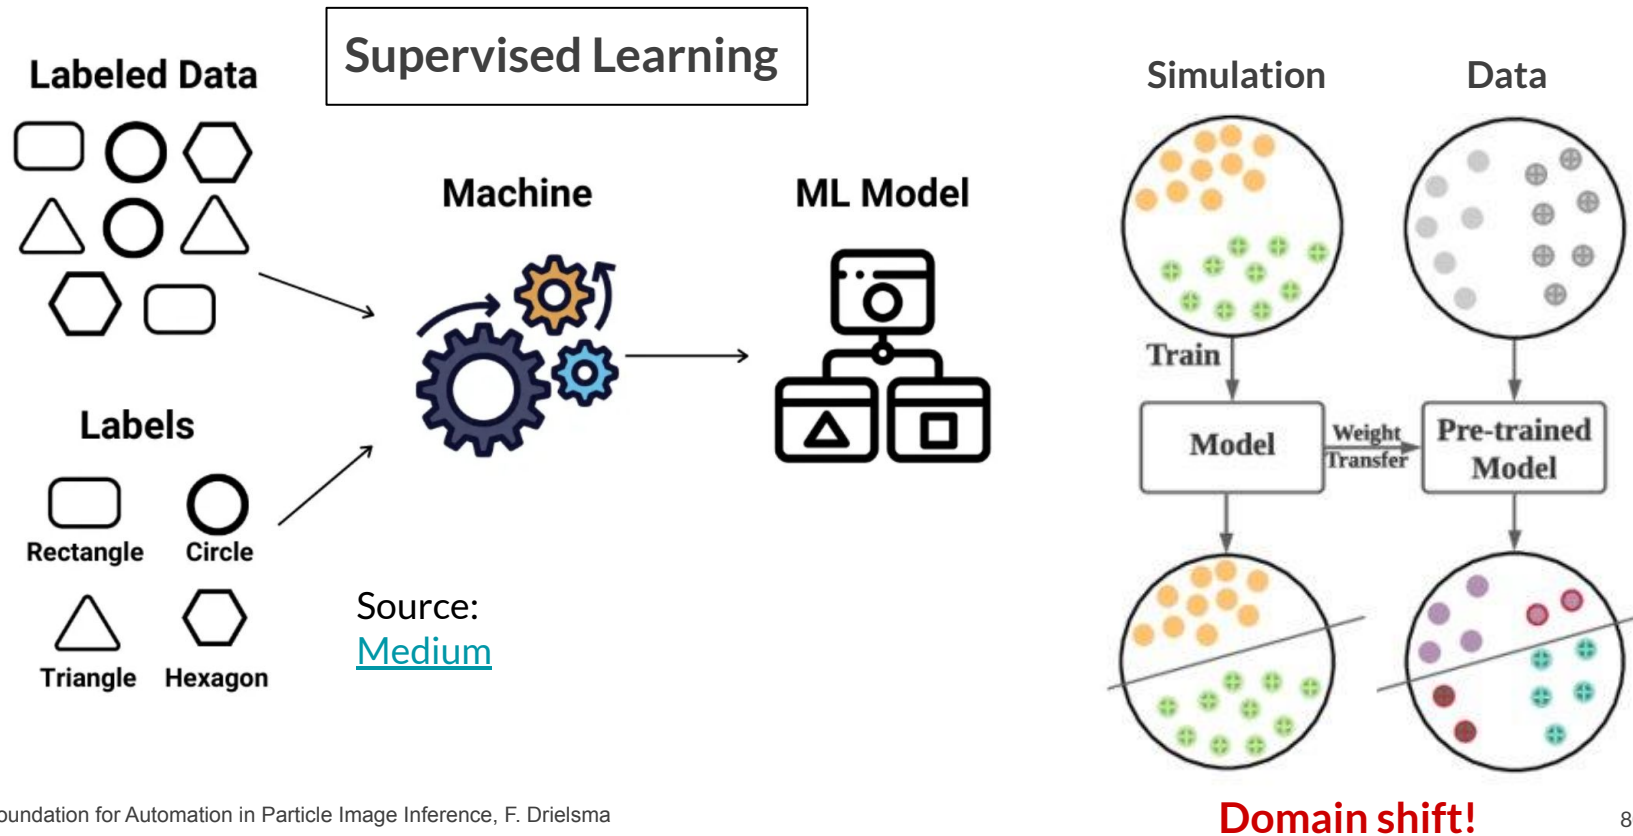 Supervised Learning
Labeled Data
Machine
ML Model
Labels
Rectangle
Circle
Triangle
Hexagon
Source:
Medium
Simulation
Data
Train
Model
Weight
Transfer
Pre-trained
Model
Domain shift!
for Automation in Particle Image Inference, F. Drielsma
8